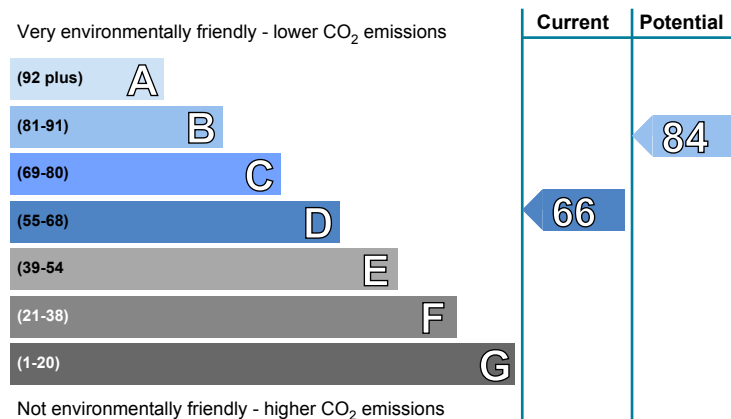 Very environmentally friendly - lower CO₂ emissions
Current
Potential
(92 plus) A
(81-91) B
84
(69-80) C
(55-68) D
66
(39-54 E
(21-38) F
(1-20) G
Not environmentally friendly - higher CO₂ emissions